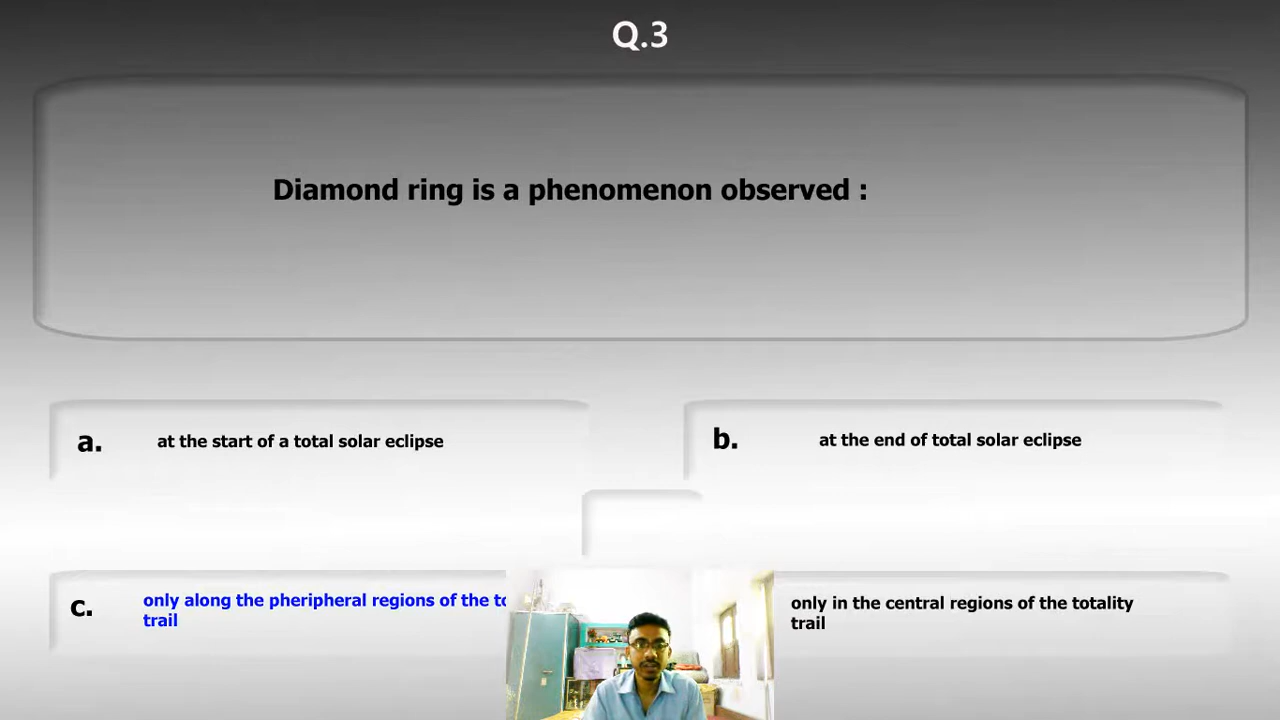 Q.3
Diamond ring is a phenomenon observed :
a. at the start of a total solar eclipse
b. at the end of total solar eclipse
c. only along the pheripheral regions of the
trail
only in the central regions of the totality
trail